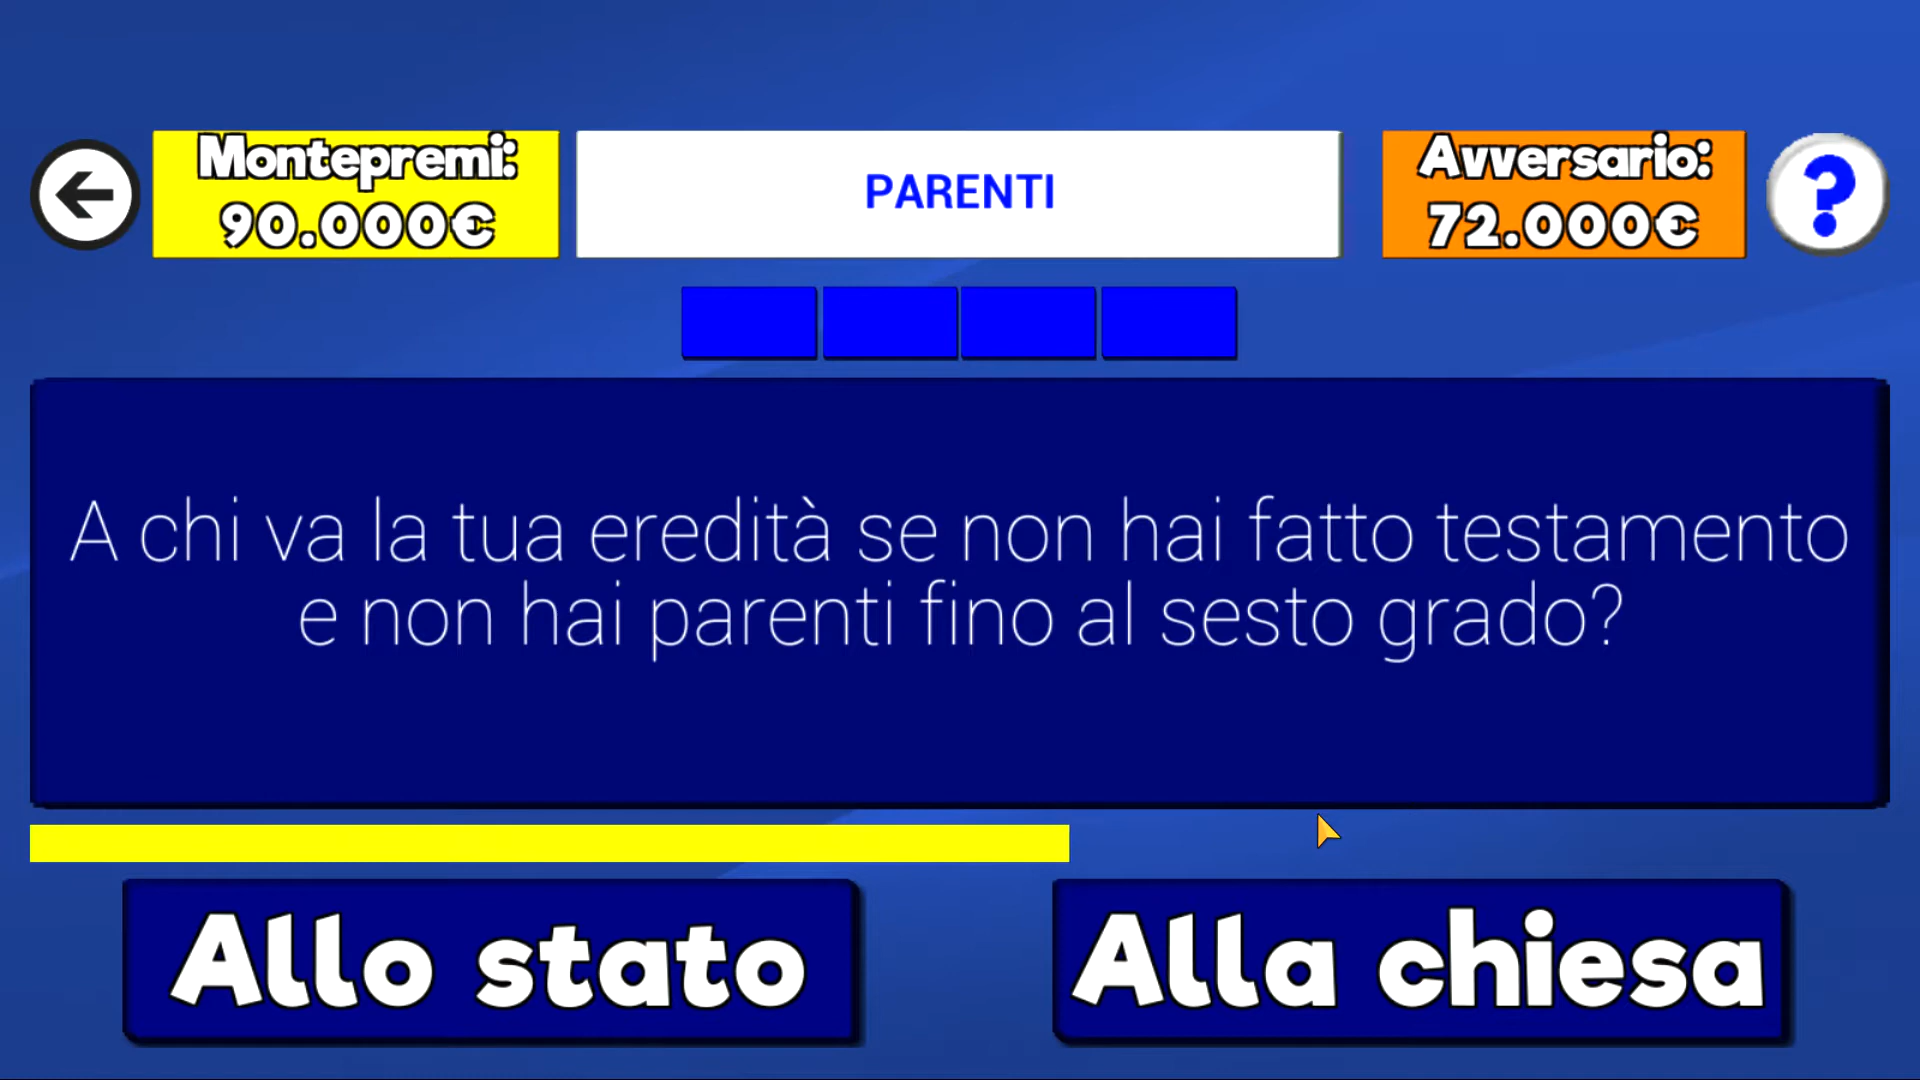 Montepremi:
90.000€
PARENTI
Avversario:
72.000€
?
A chi va la tua eredità se non hai fatto testamento
e non hai parenti fino al sesto grado?
Allo stato
Alla chiesa